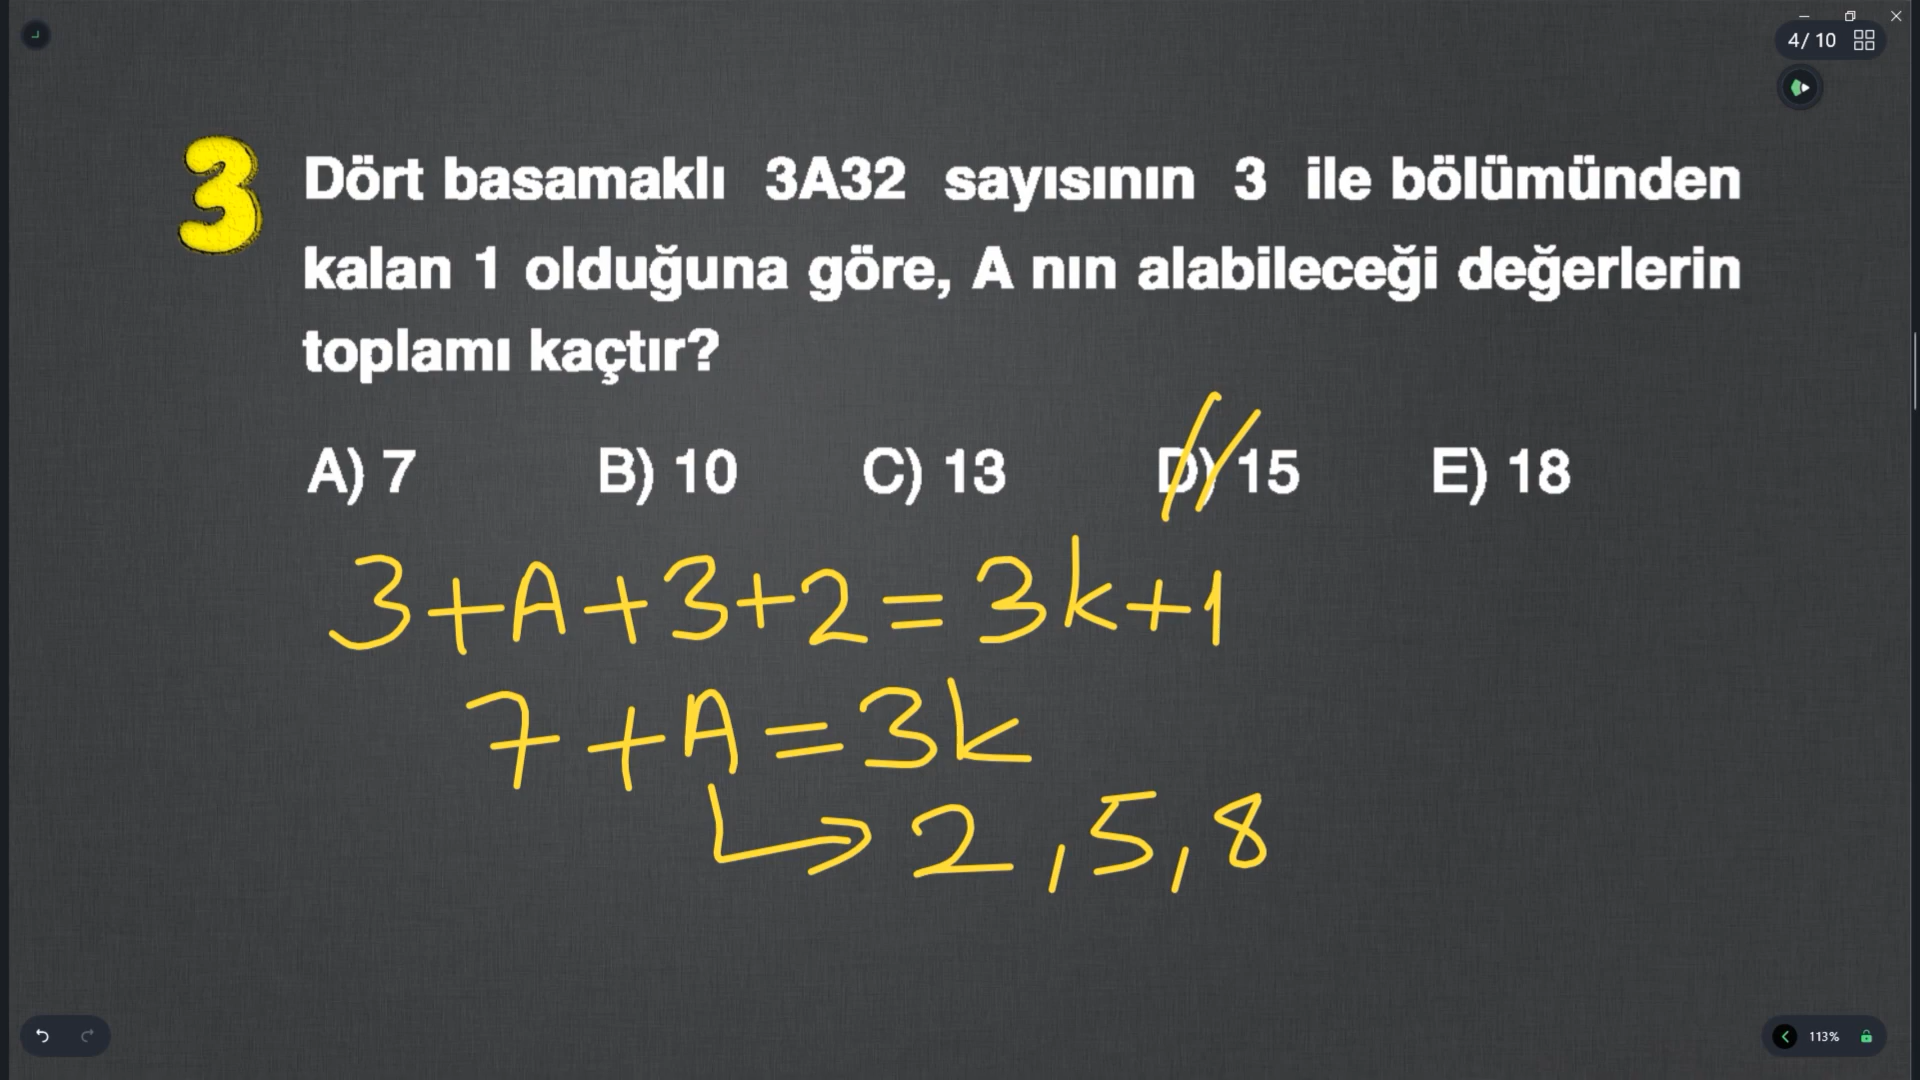 4/ 10
3 Dört basamaklı 3A32 sayısının 3 ile bölümünden
kalan 1 olduğuna göre, A nın alabileceği değerlerin
toplamı kaçtır?
A) 7 B) 10 C) 13 D) 15 E) 18
3+A+3+2=3k+1
7+A=3k
2,5,8
113%